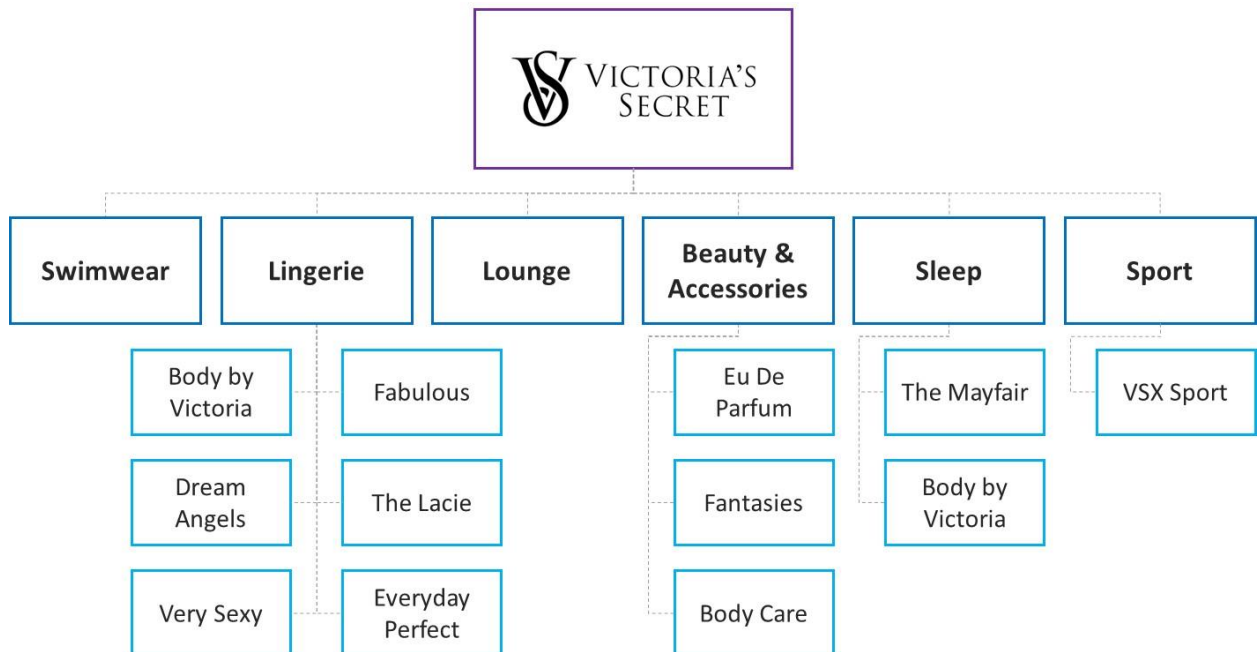 VICTORIA'S
SECRET
Swimwear
Lingerie
Lounge
Beauty &
Accessories
Sleep
Sport
Body by
Victoria
Fabulous
Eu De
Parfum
The Mayfair
VSX Sport
Dream
Angels
The Lacie
Fantasies
Body by
Victoria
Very Sexy
Everyday
Perfect
Body Care